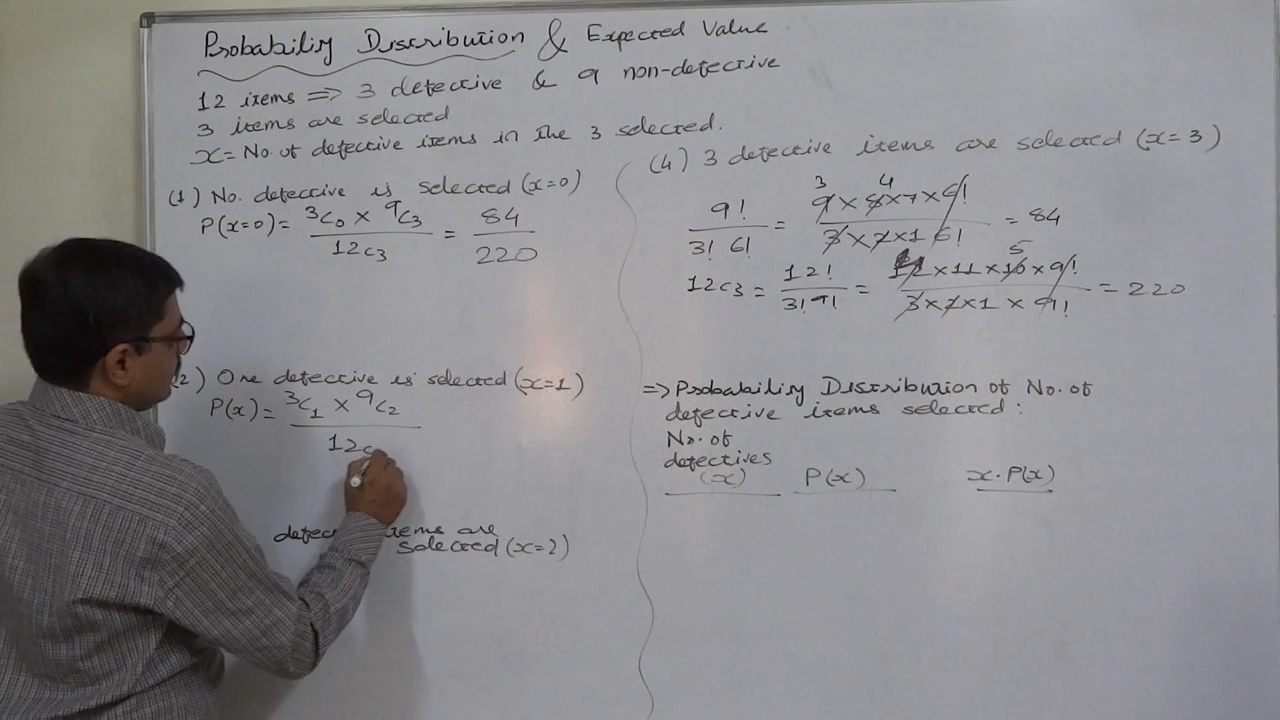 Probability Distribution & Expected Value
12 items => 3 defective & 9 non-defective
3 items are selected
x = No. of defective items in the 3 selected.
(1) No. defective is selected (x=0)
P(x=0) = ³C₀ × ⁹C₃ / 12C₃ = 84 / 220
2) One defective is selected (x=1)
P(x) = ³C₁ × ⁹C₂ / 12C
items are
selected (x=2)
(4) 3 defective items are selected (x=3)
9! / 3! 6! = 9 × 8 × 7 × 6! / 3 × 2 × 1 6! = 84
3 4
5
12C₃ = 12! / 3! 9! = 12 × 11 × 10 × 9! / 3 × 2 × 1 × 9! = 220
=> Probability Distribution of No. of
defective items selected :
No. of
defectives
(x) P(x) x.P(x)